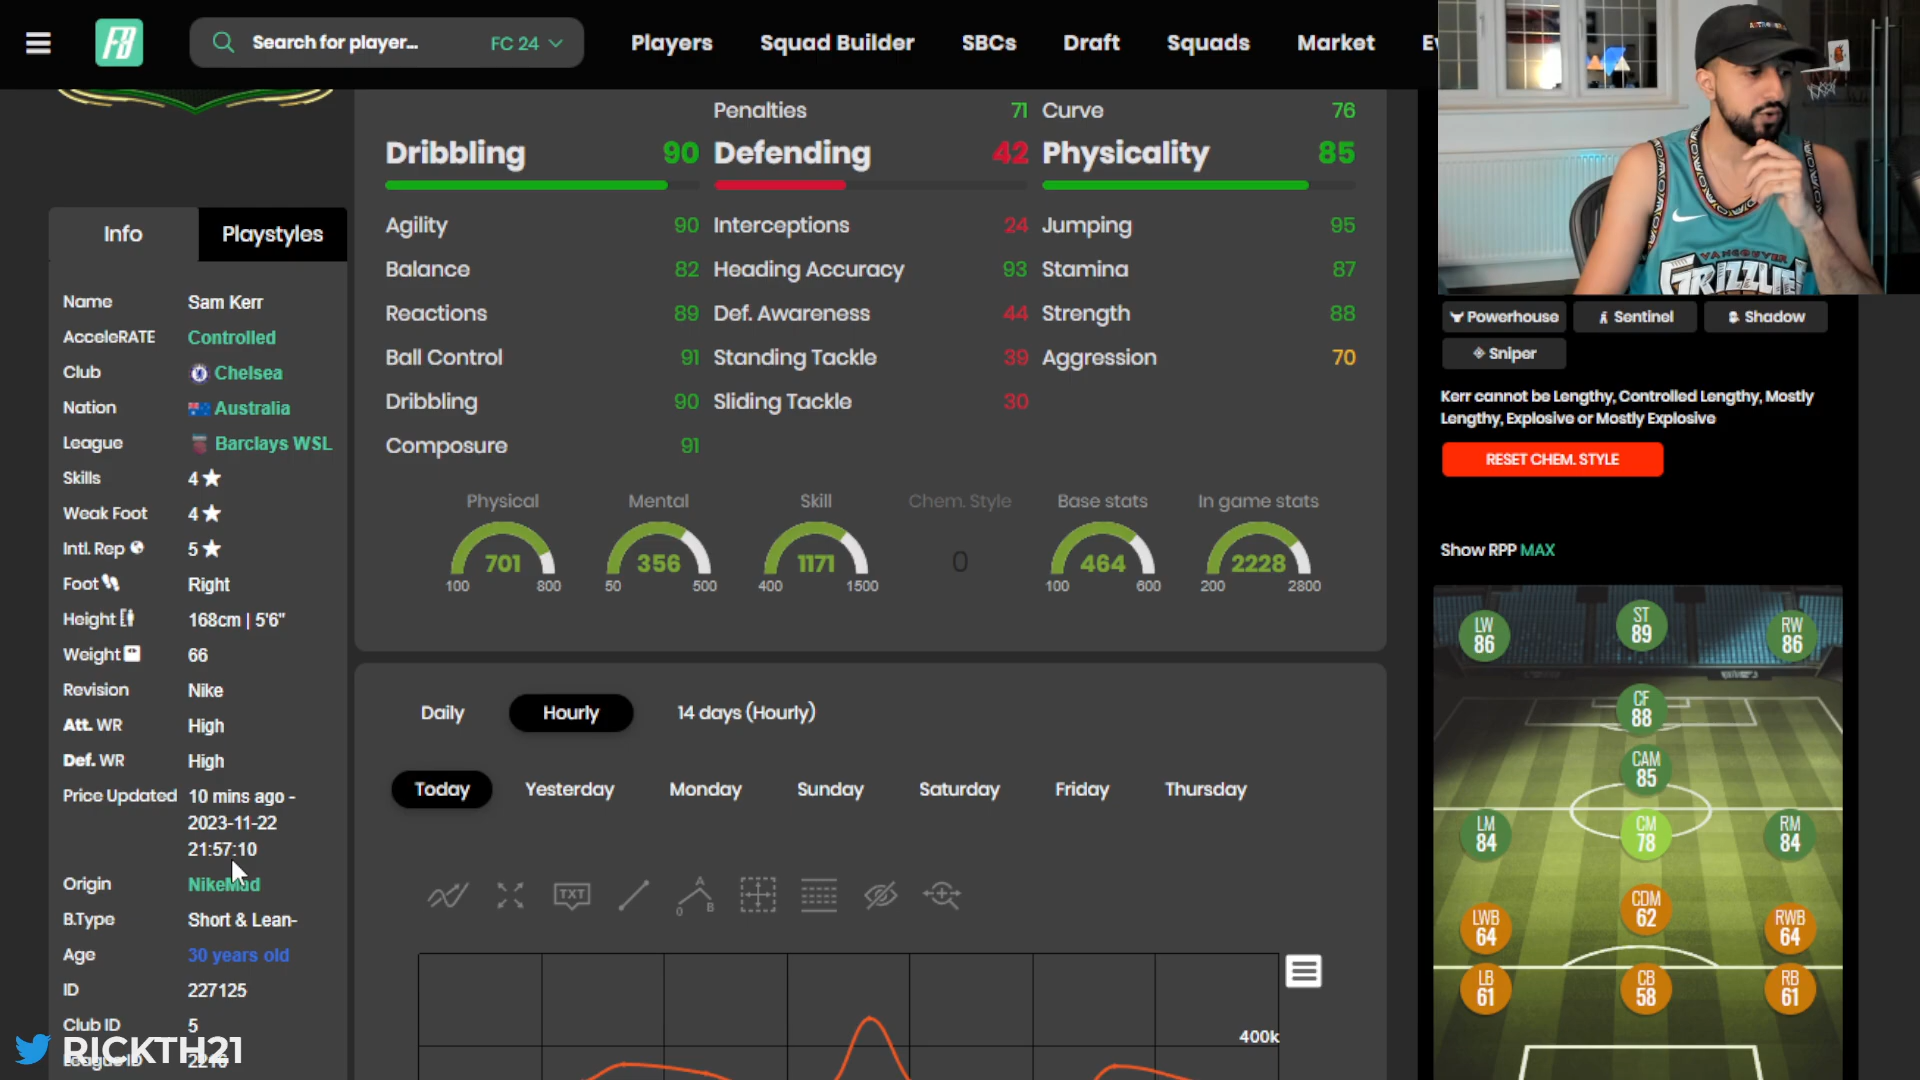 Search for player...
FC 24
Players
Squad Builder
SBCs
Draft
Squads
Market
Penalties 71
Curve 76
Dribbling 90
Defending 42
Physicality 85
Agility 90
Interceptions 24
Jumping 95
Balance 82
Heading Accuracy 93
Stamina 87
Reactions 89
Def. Awareness 44
Strength 88
Ball Control 91
Standing Tackle 39
Aggression 70
Dribbling 90
Sliding Tackle 30
Composure 91
Physical
Mental
Skill
Chem. Style
Base stats
In game stats
701
356
1171
0
464
2228
100 800
50 500
400 1500
100 600
200 2800
Info
Playstyles
Name Sam Kerr
AcceleRATE Controlled
Club Chelsea
Nation Australia
League Barclays WSL
Skills 4
Weak Foot 4
Intl. Rep 5
Foot Right
Height 168cm | 5'6"
Weight 66
Revision Nike
Att. WR High
Def. WR High
Price Updated 10 mins ago -
2023-11-22
21:57:10
Origin NikeMad
B.Type Short & Lean-
Age 30 years old
ID 227125
Club ID 5
RICKTH21
Daily
Hourly
14 days (Hourly)
Today
Yesterday
Monday
Sunday
Saturday
Friday
Thursday
TXT
A
0 B
400k
VANCOUVER
GRIZZLIES
Powerhouse
Sentinel
Shadow
Sniper
Kerr cannot be Lengthy, Controlled Lengthy, Mostly
Lengthy, Explosive or Mostly Explosive
RESET CHEM. STYLE
Show RPP MAX
LW
86
ST
89
RW
86
CF
88
CAM
85
LM
84
CM
78
RM
84
CDM
62
LWB
64
RWB
64
LB
61
CB
58
RB
61